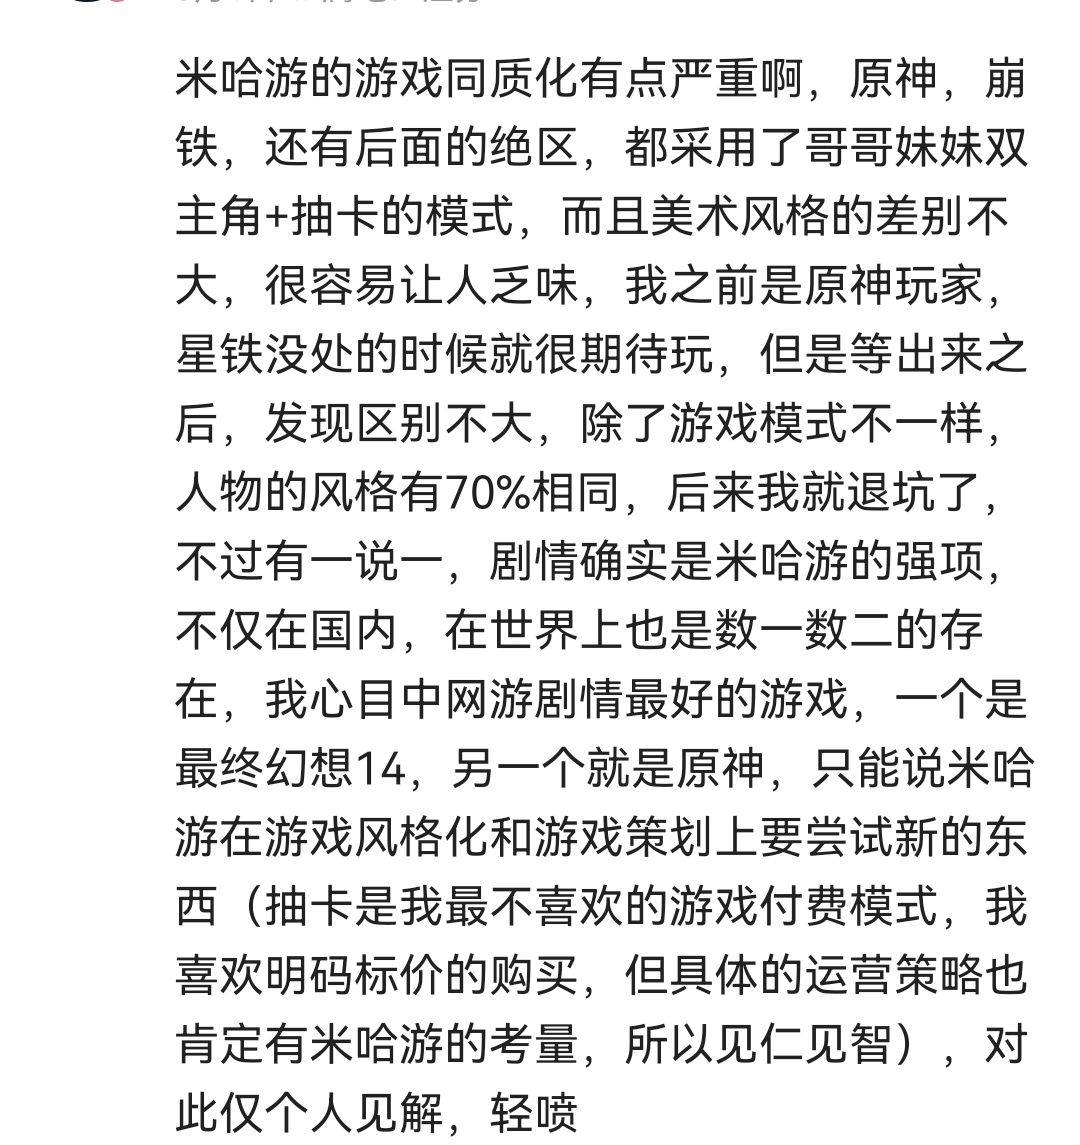 米哈游的游戏同质化有点严重啊，原神，崩
铁，还有后面的绝区，都采用了哥哥妹妹双
主角+抽卡的模式，而且美术风格的差别不
大，很容易让人乏味，我之前是原神玩家，
星铁没处的时候就很期待玩，但是等出来之
后，发现区别不大，除了游戏模式不一样，
人物的风格有70%相同，后来我就退坑了，
不过有一说一，剧情确实是米哈游的强项，
不仅在国内，在世界上也是数一数二的存
在，我心目中网游剧情最好的游戏，一个是
最终幻想14，另一个就是原神，只能说米哈
游在游戏风格化和游戏策划上要尝试新的东
西（抽卡是我最不喜欢的游戏付费模式，我
喜欢明码标价的购买，但具体的运营策略也
肯定有米哈游的考量，所以见仁见智），对
此仅个人见解，轻喷